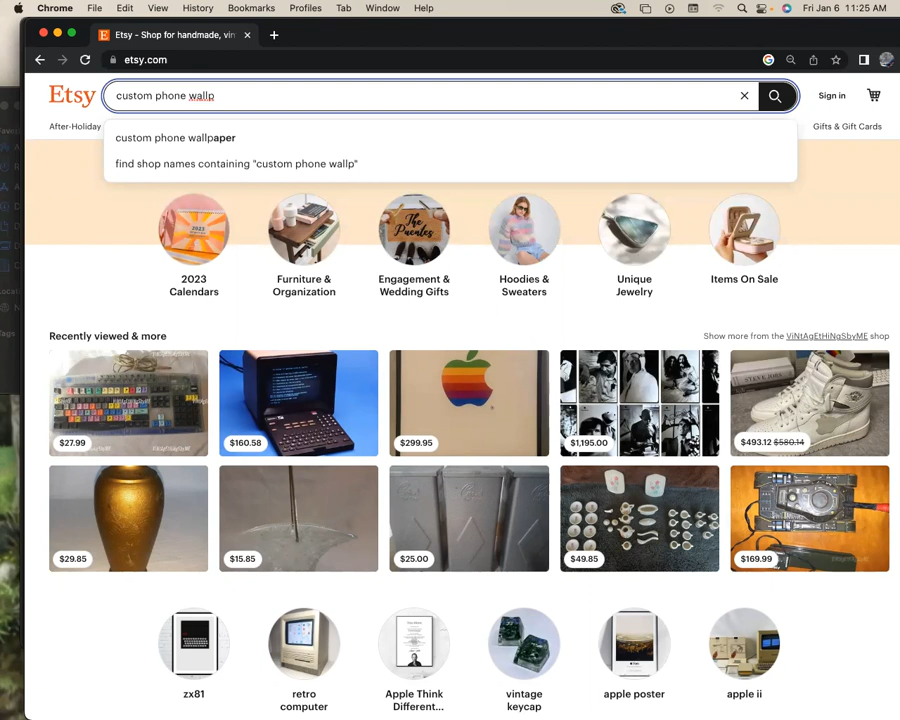 Chrome File Edit View History Bookmarks Profiles Tab Window Help Fri Jan 6 11:25 AM
Etsy - Shop for handmade, vin
etsy.com
Etsy custom phone wallp Sign in
After-Holiday Gifts & Gift Cards
custom phone wallpaper
find shop names containing "custom phone wallp"
2023 Calendars
Furniture & Organization
The Puentes
Engagement & Wedding Gifts
Hoodies & Sweaters
Unique Jewelry
Items On Sale
Recently viewed & more Show more from the ViNtAgEtHiNgSbyME shop
STEVE JOBS
$27.99 $160.58 $299.95 $1,195.00 $493.12 $580.14
$29.85 $15.85 $25.00 $49.85 $169.99
zx81
retro computer
Apple Think Different...
vintage keycap
apple poster
apple ii